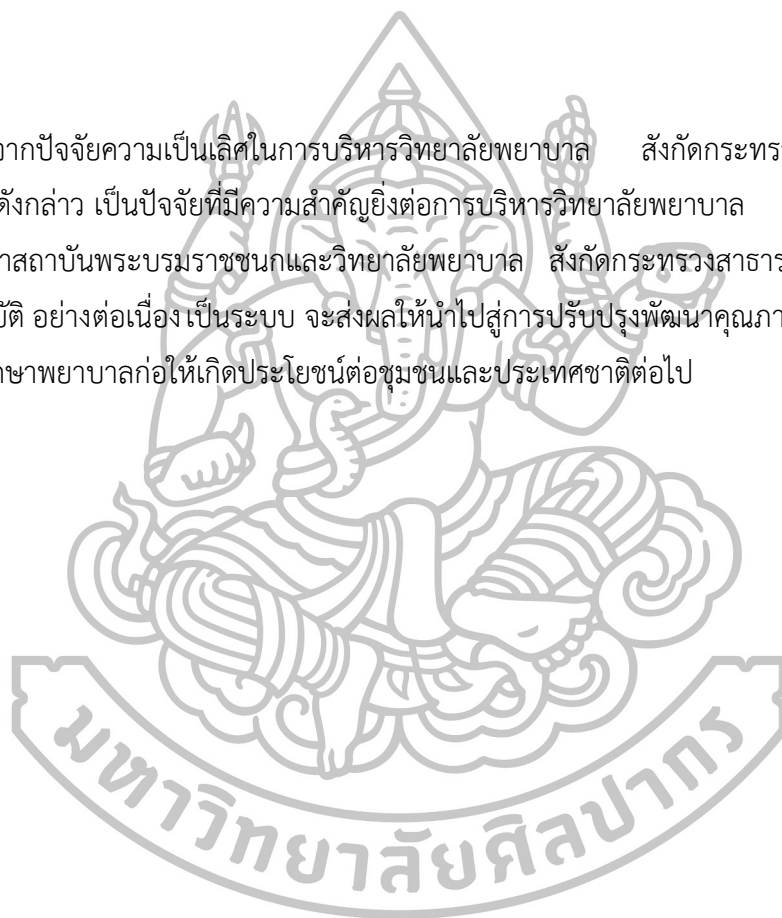 จากปัจจัยความเป็นเลิศในการบริหารวิทยาลัยพยาบาล สังกัดกระทร
ดังกล่าว เป็นปัจจัยที่มีความสำคัญยิ่งต่อการบริหารวิทยาลัยพยาบาล
าสถาบันพระบรมราชชนกและวิทยาลัยพยาบาล สังกัดกระทรวงสาธาร
บัติ อย่างต่อเนื่อง เป็นระบบ จะส่งผลให้นำไปสู่การปรับปรุงพัฒนาคุณภา
าษาพยาบาลก่อให้เกิดประโยชน์ต่อชุมชนและประเทศชาติต่อไป
มหาวิทยาลัยศิลปากร